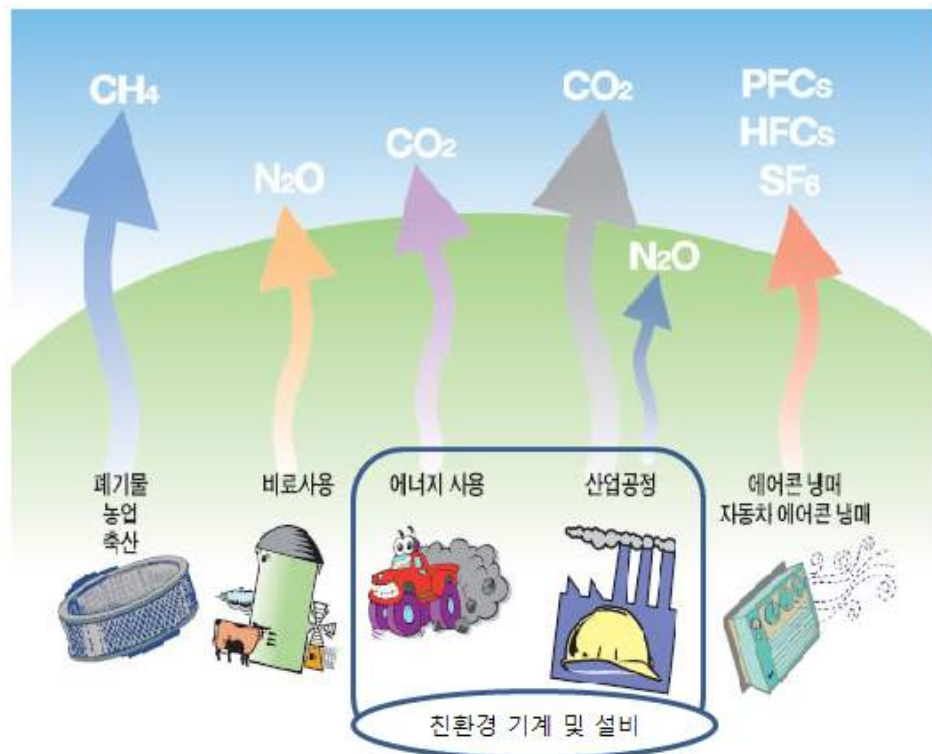 CH4
N2O
CO2
CO2
N2O
PFCs
HFCs
SF6
폐기물
농업
축산
비료사용
에너지 사용
산업공정
에어콘 냉매
자동차 에어콘 냉매
친환경 기계 및 설비